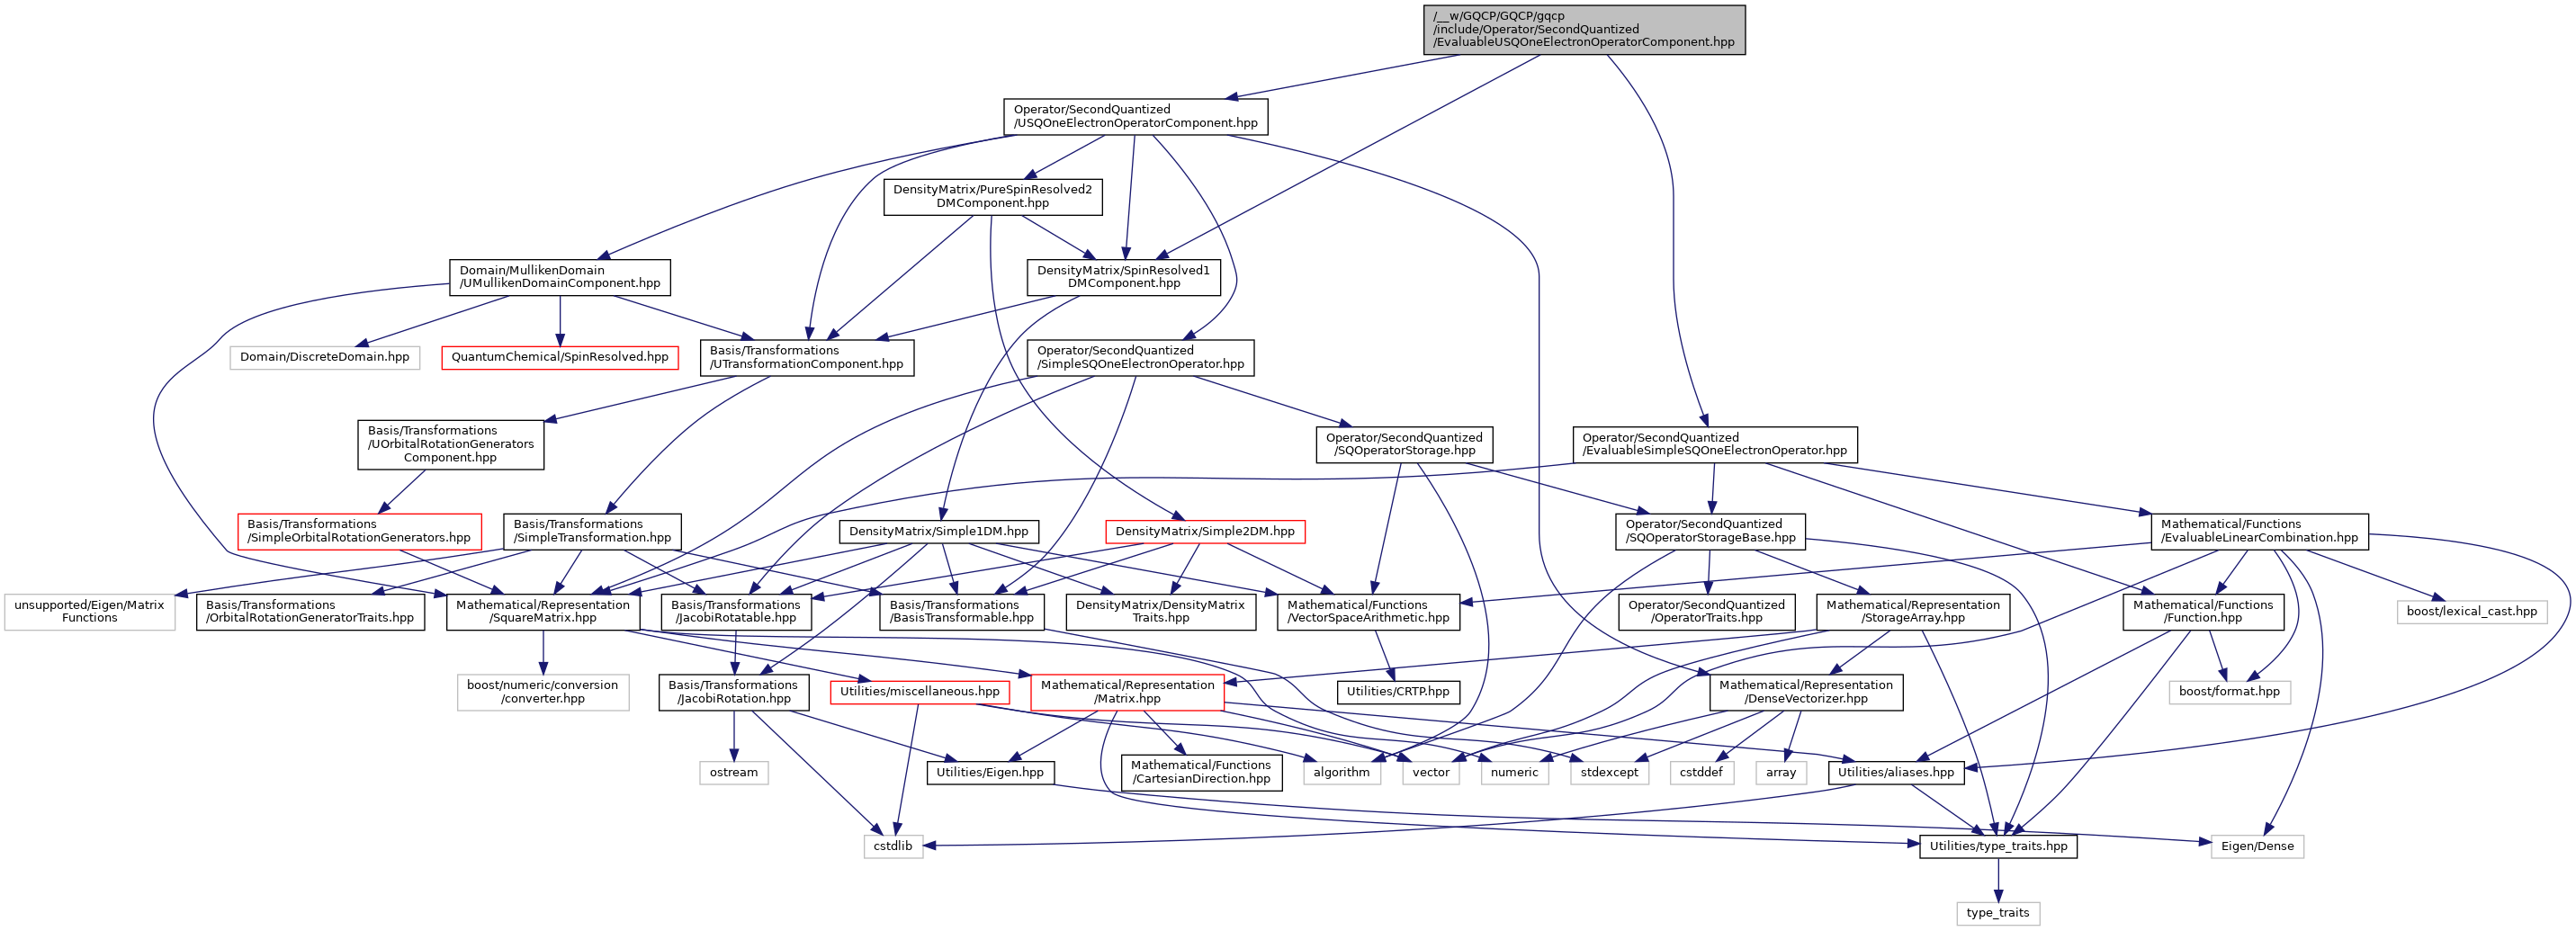 /__w/GQCP/GQCP/gqcp
/include/Operator/SecondQuantized
/EvaluableUSQOneElectronOperatorComponent.hpp
Operator/SecondQuantized
/USQOneElectronOperatorComponent.hpp
DensityMatrix/PureSpinResolved2
DMComponent.hpp
Domain/MullikenDomain
/UMullikenDomainComponent.hpp
DensityMatrix/SpinResolved1
DMComponent.hpp
Domain/DiscreteDomain.hpp
QuantumChemical/SpinResolved.hpp
Basis/Transformations
/UTransformationComponent.hpp
Operator/SecondQuantized
/SimpleSQOneElectronOperator.hpp
Basis/Transformations
/UOrbitalRotationGenerators
Component.hpp
Operator/SecondQuantized
/SQOperatorStorage.hpp
Operator/SecondQuantized
/EvaluableSimpleSQOneElectronOperator.hpp
Basis/Transformations
/SimpleOrbitalRotationGenerators.hpp
Basis/Transformations
/SimpleTransformation.hpp
DensityMatrix/Simple1DM.hpp
DensityMatrix/Simple2DM.hpp
Operator/SecondQuantized
/SQOperatorStorageBase.hpp
Mathematical/Functions
/EvaluableLinearCombination.hpp
unsupported/Eigen/Matrix
Functions
Basis/Transformations
/OrbitalRotationGeneratorTraits.hpp
Mathematical/Representation
/SquareMatrix.hpp
Basis/Transformations
/JacobiRotatable.hpp
Basis/Transformations
/BasisTransformable.hpp
DensityMatrix/DensityMatrix
Traits.hpp
Mathematical/Functions
/VectorSpaceArithmetic.hpp
Operator/SecondQuantized
/OperatorTraits.hpp
Mathematical/Representation
/StorageArray.hpp
Mathematical/Functions
/Function.hpp
boost/lexical_cast.hpp
boost/numeric/conversion
/converter.hpp
Basis/Transformations
/JacobiRotation.hpp
Utilities/miscellaneous.hpp
Mathematical/Representation
/Matrix.hpp
Utilities/CRTP.hpp
Mathematical/Representation
/DenseVectorizer.hpp
boost/format.hpp
ostream
Utilities/Eigen.hpp
Mathematical/Functions
/CartesianDirection.hpp
algorithm
vector
numeric
stdexcept
cstddef
array
Utilities/aliases.hpp
cstdlib
Utilities/type_traits.hpp
Eigen/Dense
type_traits